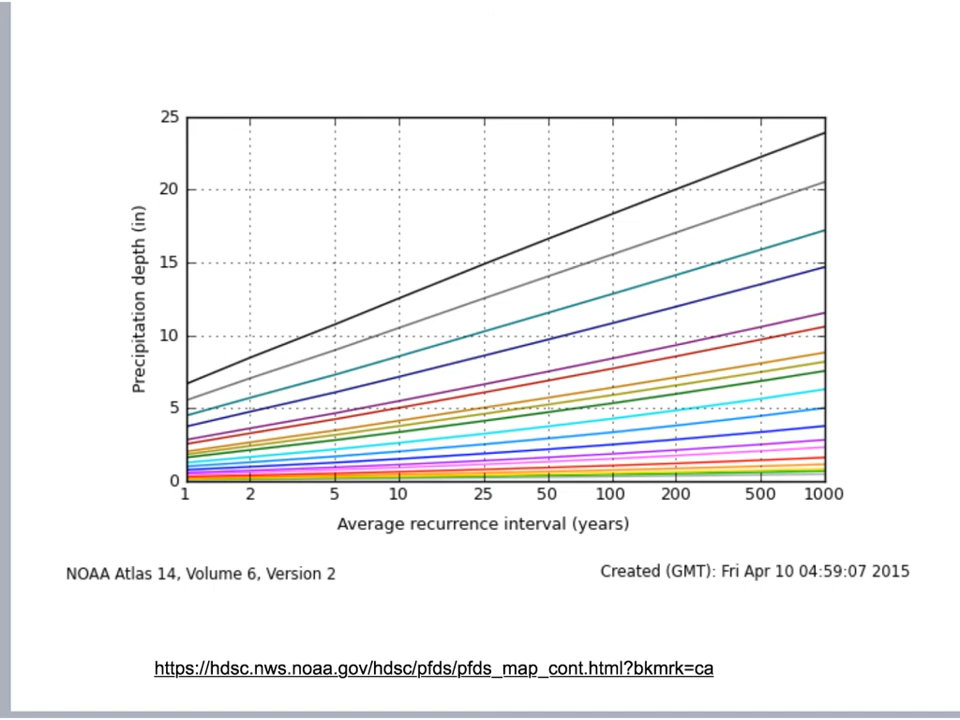 25
20
15
10
5
0
Precipitation depth (in)
1 2 5 10 25 50 100 200 500 1000
Average recurrence interval (years)
NOAA Atlas 14, Volume 6, Version 2
Created (GMT): Fri Apr 10 04:59:07 2015
https://hdsc.nws.noaa.gov/hdsc/pfds/pfds_map_cont.html?bkmrk=ca